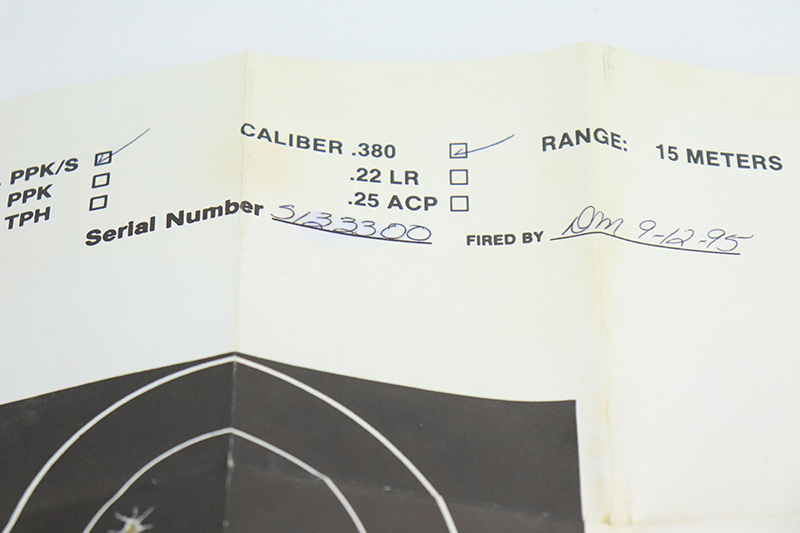 PPK/S CALIBER .380 RANGE: 15 METERS
PPK .22 LR
TPH .25 ACP
Serial Number S133300 FIRED BY DM 9-12-95